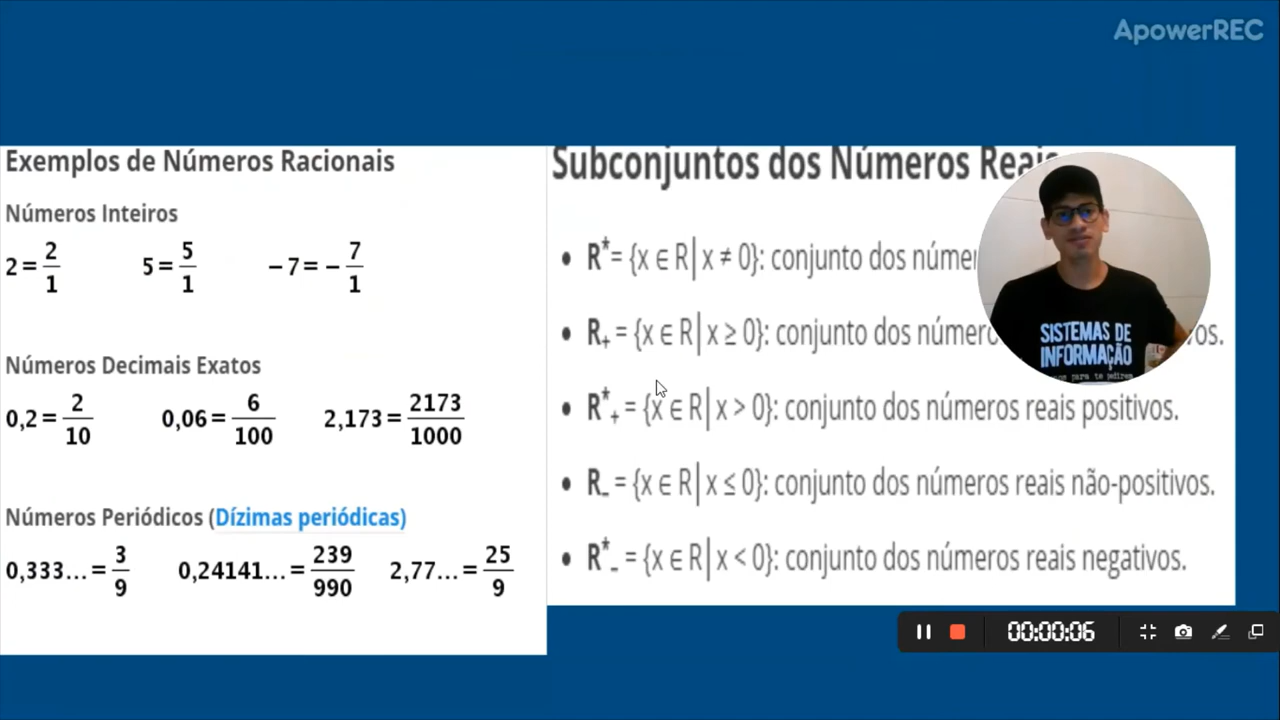 ApowerREC
Exemplos de Números Racionais
Números Inteiros
2 = 2/1 5 = 5/1 − 7 = − 7/1
Números Decimais Exatos
0,2 = 2/10 0,06 = 6/100 2,173 = 2173/1000
Números Periódicos (Dízimas periódicas)
0,333... = 3/9 0,24141... = 239/990 2,77... = 25/9
Subconjuntos dos Números Reais
• R*= {x ∈ R│x ≠ 0}: conjunto dos
• R₊ = {x ∈ R│x ≥ 0}: conjunto dos
• R*₊ = {x ∈ R│x > 0}: conjunto dos números reais positivos.
• R₋ = {x ∈ R│x ≤ 0}: conjunto dos números reais não-positivos.
• R*₋ = {x ∈ R│x < 0}: conjunto dos números reais negativos.
SISTEMAS DE
INFORMAÇÃO
para te pedirem
00:00:06